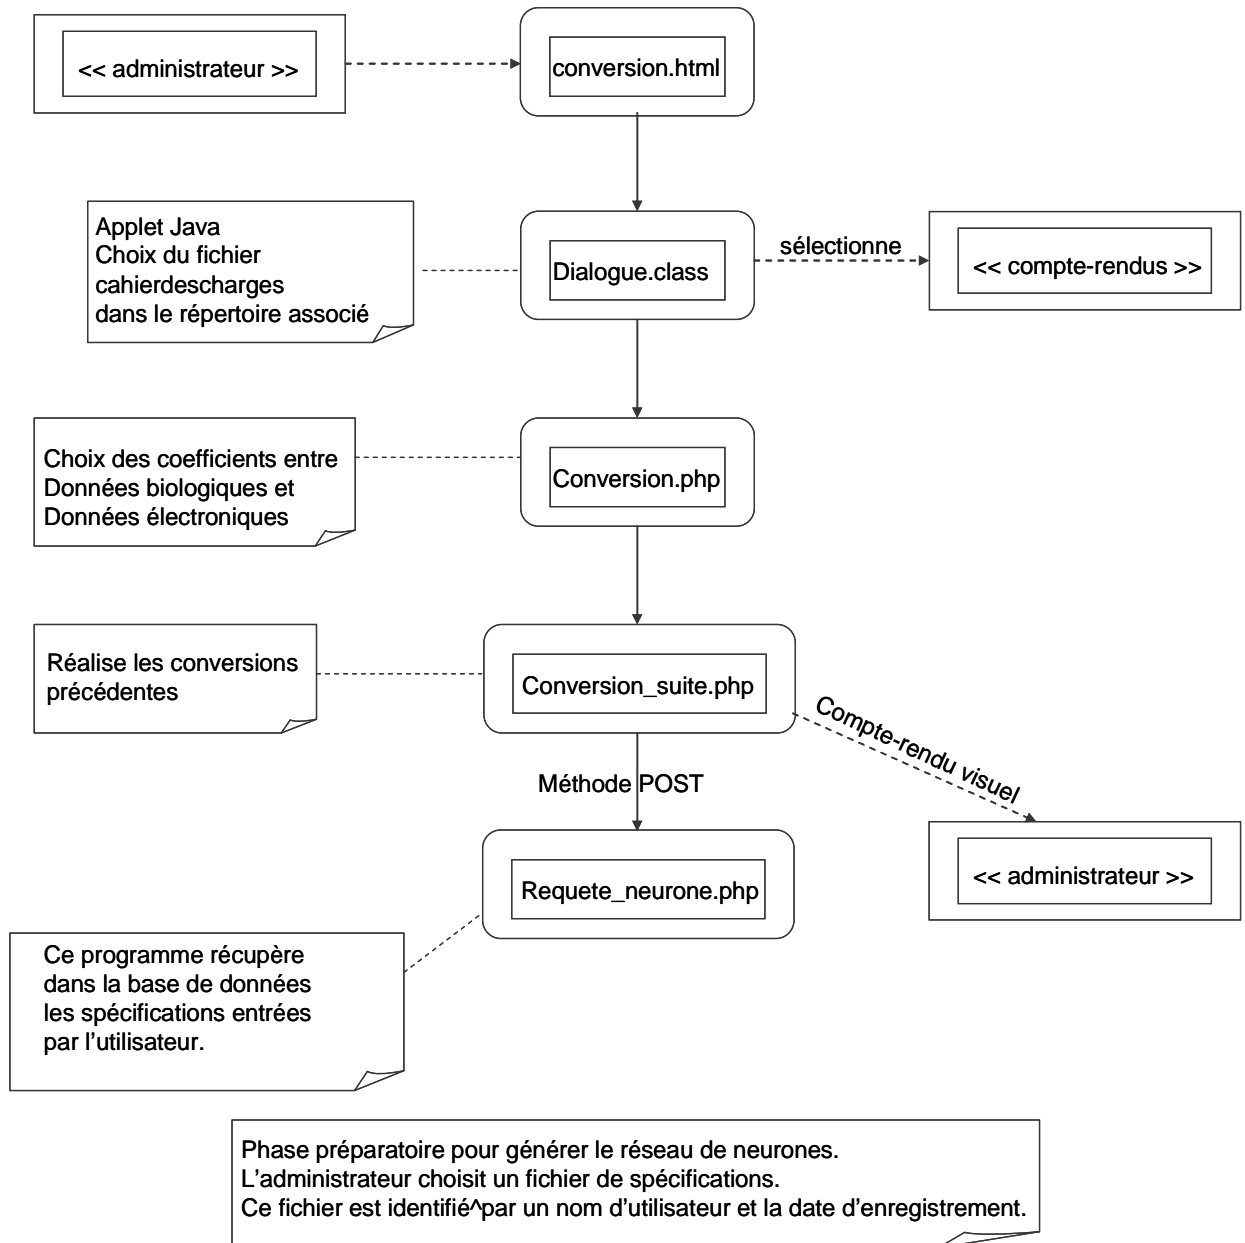 << administrateur >>
conversion.html
Applet Java
Choix du fichier
cahierdescharges
dans le répertoire associé
Dialogue.class
sélectionne
<< compte-rendus >>
Choix des coefficients entre
Données biologiques et
Données électroniques
Conversion.php
Réalise les conversions
précédentes
Conversion_suite.php
Compte-rendu visuel
Méthode POST
<< administrateur >>
Requete_neurone.php
Ce programme récupère
dans la base de données
les spécifications entrées
par l’utilisateur.
Phase préparatoire pour générer le réseau de neurones.
L’administrateur choisit un fichier de spécifications.
Ce fichier est identifié^par un nom d’utilisateur et la date d’enregistrement.